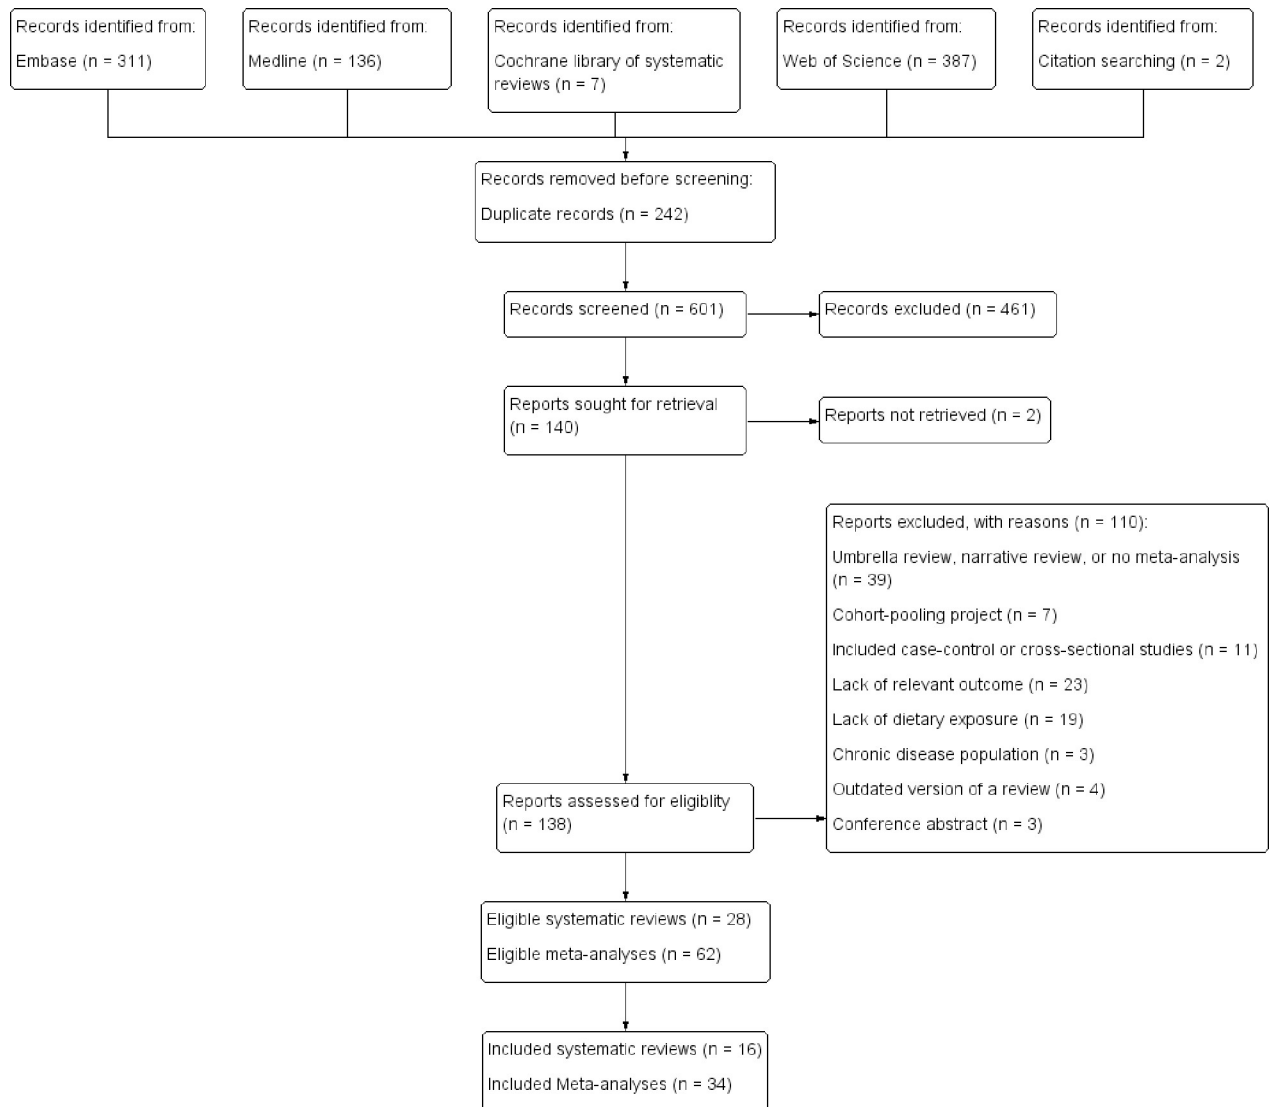 Records identified from:
Embase (n = 311)
Records identified from:
Medline (n = 136)
Records identified from:
Cochrane library of systematic
reviews (n = 7)
Records identified from:
Web of Science (n = 387)
Records identified from:
Citation searching (n = 2)
Records removed before screening:
Duplicate records (n = 242)
Records screened (n = 601)
Records excluded (n = 461)
Reports sought for retrieval
(n = 140)
Reports not retrieved (n = 2)
Reports excluded, with reasons (n = 110):
Umbrella review, narrative review, or no meta-analysis
(n = 39)
Cohort-pooling project (n = 7)
Included case-control or cross-sectional studies (n = 11)
Lack of relevant outcome (n = 23)
Lack of dietary exposure (n = 19)
Chronic disease population (n = 3)
Outdated version of a review (n = 4)
Conference abstract (n = 3)
Reports assessed for eligiblity
(n = 138)
Eligible systematic reviews (n = 28)
Eligible meta-analyses (n = 62)
Included systematic reviews (n = 16)
Included Meta-analyses (n = 34)